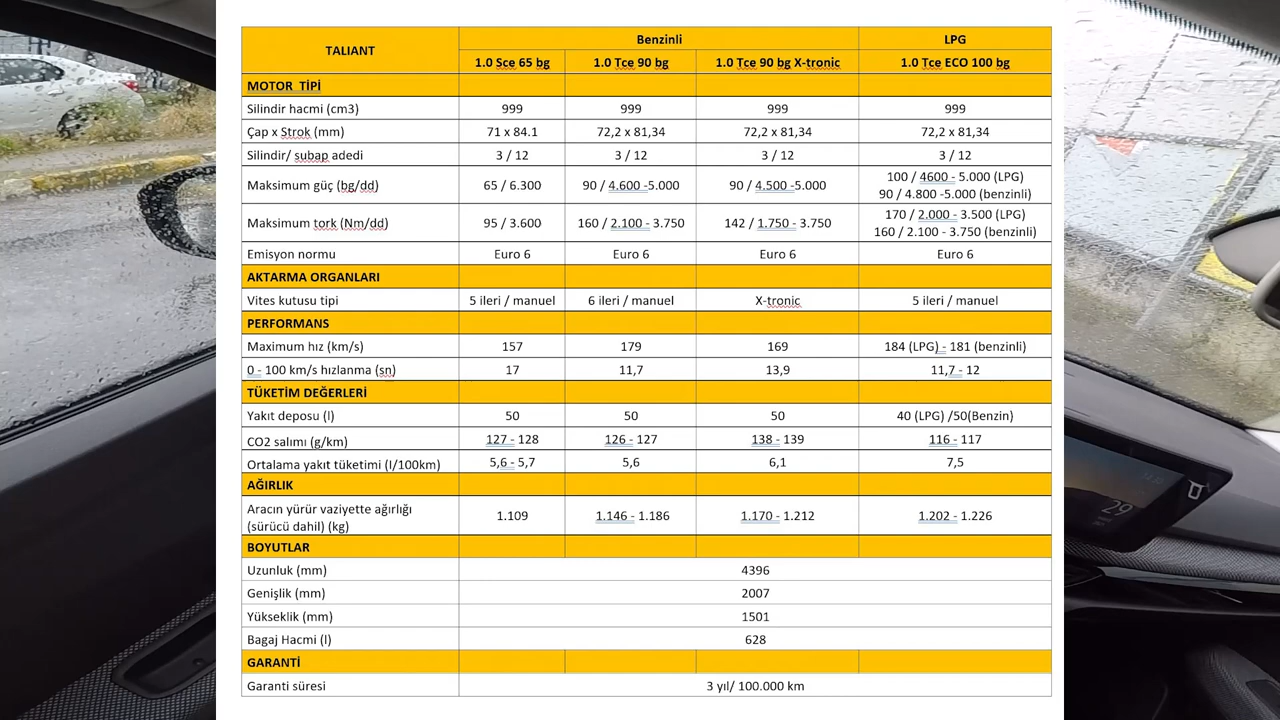 TALIANT Benzinli LPG
1.0 Sce 65 bg 1.0 Tce 90 bg 1.0 Tce 90 bg X-tronic 1.0 Tce ECO 100 bg
MOTOR TİPİ
Silindir hacmi (cm3) 999 999 999 999
Çap x Strok (mm) 71 x 84.1 72,2 x 81,34 72,2 x 81,34 72,2 x 81,34
Silindir/ subap adedi 3 / 12 3 / 12 3 / 12 3 / 12
Maksimum güç (bg/dd) 65 / 6.300 90 / 4.600 -5.000 90 / 4.500 -5.000 100 / 4600 - 5.000 (LPG)
90 / 4.800 -5.000 (benzinli)
Maksimum tork (Nm/dd) 95 / 3.600 160 / 2.100 - 3.750 142 / 1.750 - 3.750 170 / 2.000 - 3.500 (LPG)
160 / 2.100 - 3.750 (benzinli)
Emisyon normu Euro 6 Euro 6 Euro 6 Euro 6
AKTARMA ORGANLARI
Vites kutusu tipi 5 ileri / manuel 6 ileri / manuel X-tronic 5 ileri / manuel
PERFORMANS
Maximum hız (km/s) 157 179 169 184 (LPG) - 181 (benzinli)
0 - 100 km/s hızlanma (sn) 17 11,7 13,9 11,7 - 12
TÜKETİM DEĞERLERİ
Yakıt deposu (l) 50 50 50 40 (LPG) /50(Benzin)
CO2 salımı (g/km) 127 - 128 126 - 127 138 - 139 116 - 117
Ortalama yakıt tüketimi (l/100km) 5,6 - 5,7 5,6 6,1 7,5
AĞIRLIK
Aracın yürür vaziyette ağırlığı
(sürücü dahil) (kg) 1.109 1.146 - 1.186 1.170 - 1.212 1.202 - 1.226
BOYUTLAR
Uzunluk (mm) 4396
Genişlik (mm) 2007
Yükseklik (mm) 1501
Bagaj Hacmi (l) 628
GARANTİ
Garanti süresi 3 yıl/ 100.000 km
29